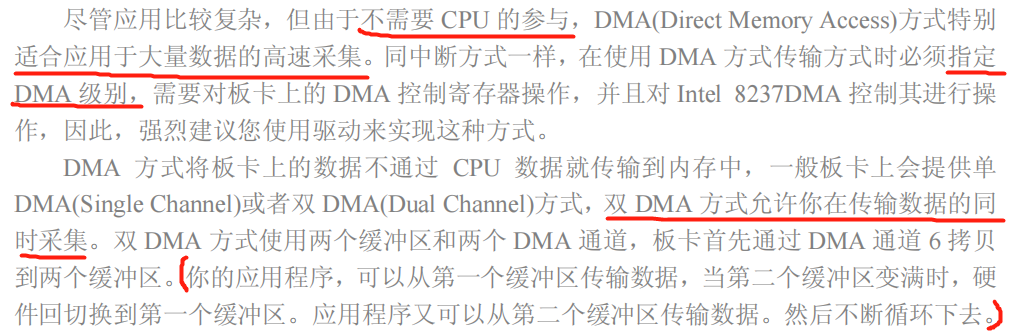 尽管应用比较复杂，但由于不需要 CPU 的参与，DMA(Direct Memory Access)方式特别
适合应用于大量数据的高速采集。同中断方式一样，在使用 DMA 方式传输方式时必须指定
DMA 级别，需要对板卡上的 DMA 控制寄存器操作，并且对 Intel 8237DMA 控制其进行操
作，因此，强烈建议您使用驱动来实现这种方式。
DMA 方式将板卡上的数据不通过 CPU 数据就传输到内存中，一般板卡上会提供单
DMA(Single Channel)或者双 DMA(Dual Channel)方式，双 DMA 方式允许你在传输数据的同
时采集。双 DMA 方式使用两个缓冲区和两个 DMA 通道，板卡首先通过 DMA 通道 6 拷贝
到两个缓冲区。你的应用程序，可以从第一个缓冲区传输数据，当第二个缓冲区变满时，硬
件回切换到第一个缓冲区。应用程序又可以从第二个缓冲区传输数据。然后不断循环下去。